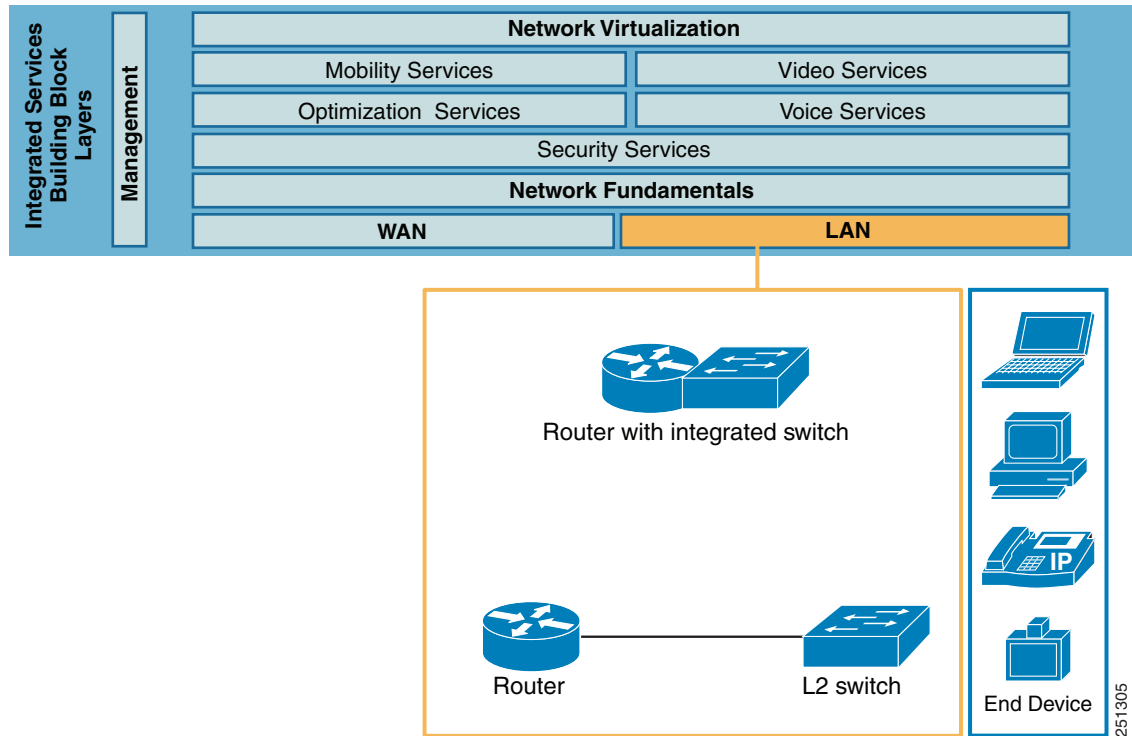 Integrated Services
Building Block
Layers
Management
Network Virtualization
Mobility Services
Video Services
Optimization Services
Voice Services
Security Services
Network Fundamentals
WAN
LAN
Router with integrated switch
Router
L2 switch
IP
End Device
251305